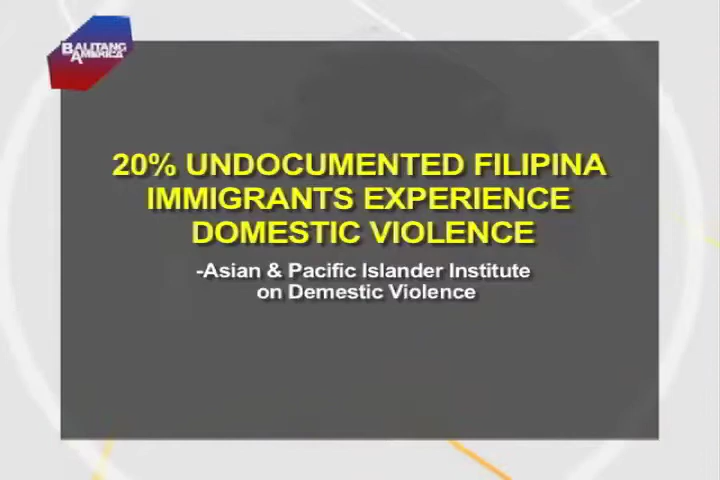 BALITANG
AMERICA
20% UNDOCUMENTED FILIPINA
IMMIGRANTS EXPERIENCE
DOMESTIC VIOLENCE
-Asian & Pacific Islander Institute
on Demestic Violence